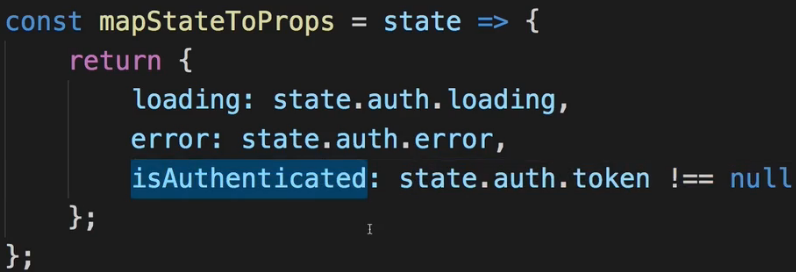 const mapStateToProps = state => {
return {
loading: state.auth.loading,
error: state.auth.error,
isAuthenticated: state.auth.token !== null
};
};